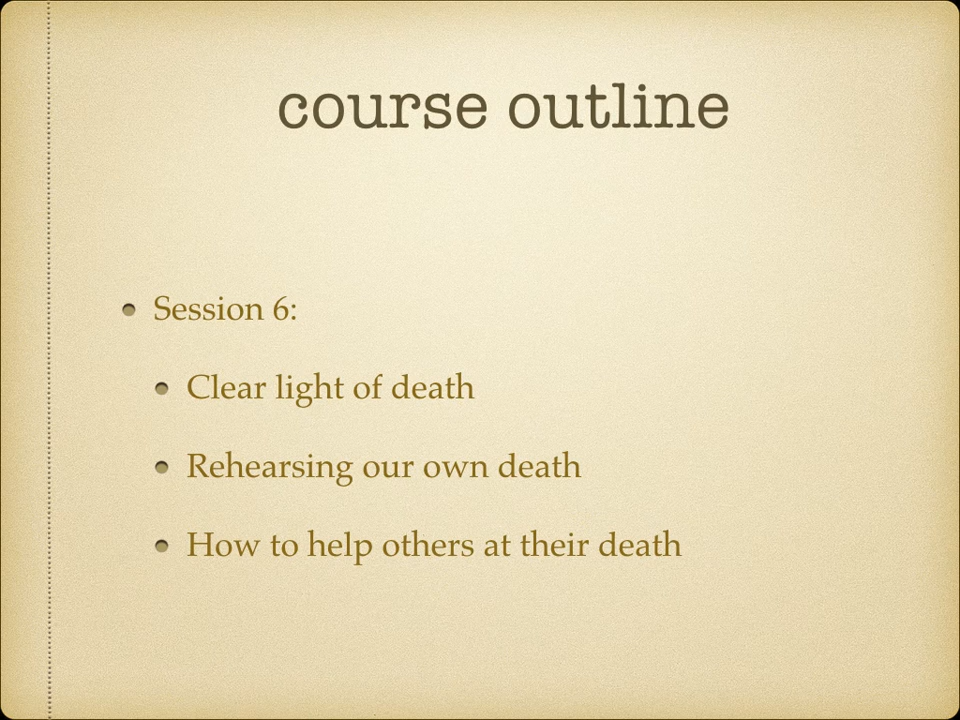 course outline
Session 6:
Clear light of death
Rehearsing our own death
How to help others at their death